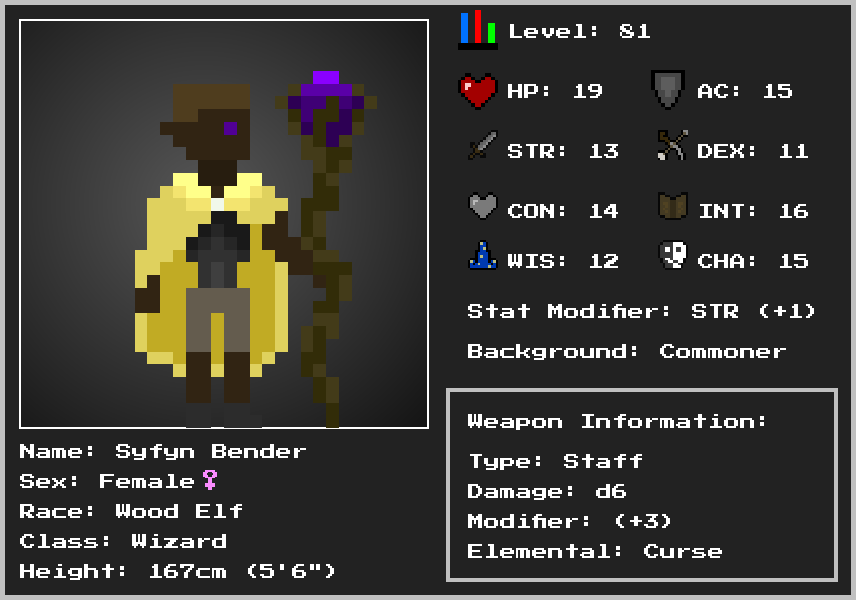 Level: 81
HP: 19
AC: 15
STR: 13
DEX: 11
CON: 14
INT: 16
WIS: 12
CHA: 15
Stat Modifier: STR (+1)
Background: Commoner
Weapon Information:
Type: Staff
Damage: d6
Modifier: (+3)
Elemental: Curse
Name: Syfyn Bender
Sex: Female♀
Race: Wood Elf
Class: Wizard
Height: 167cm (5'6")